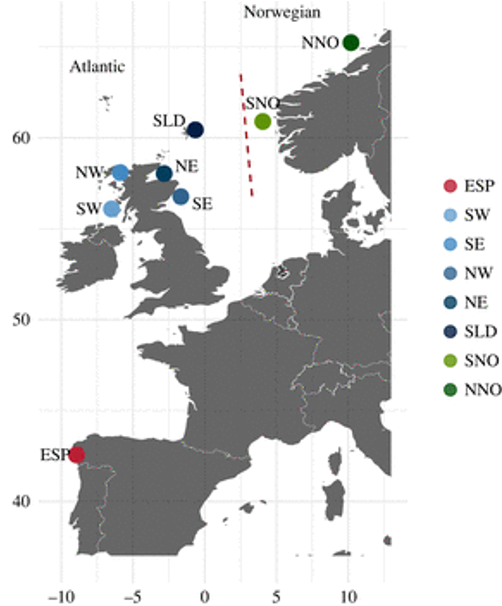 Norwegian
NNO
Atlantic
SNO
SLD
60
NW
NE
SW
SE
50
ESP
40
−10
−5
0
5
10
ESP
SW
SE
NW
NE
SLD
SNO
NNO